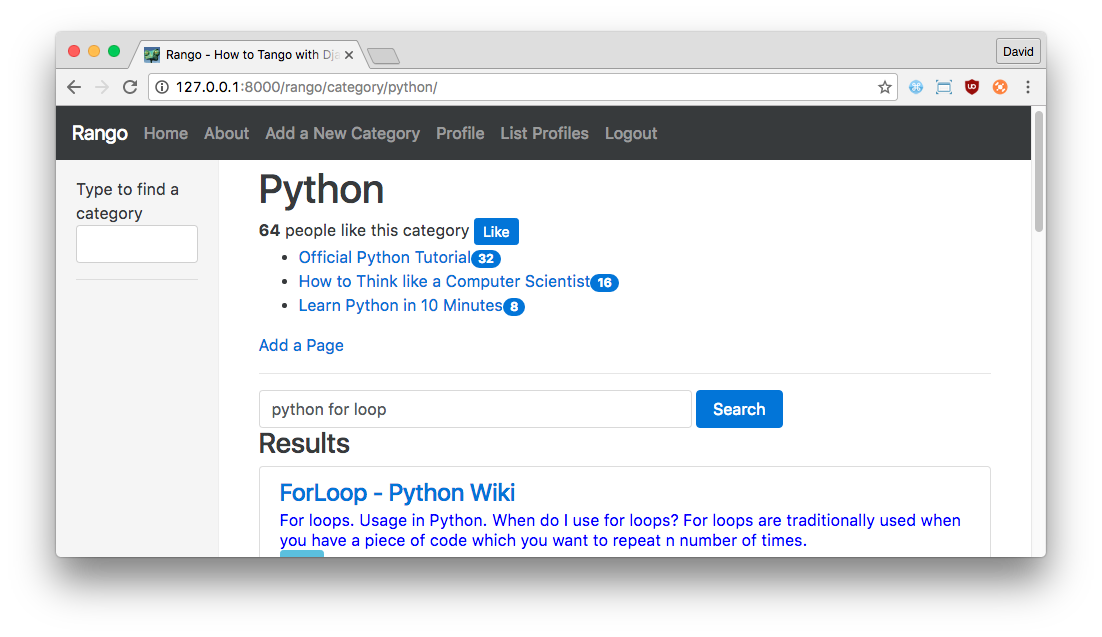 Rango - How to Tango with Dja
David
127.0.0.1:8000/rango/category/python/
Rango Home About Add a New Category Profile List Profiles Logout
Type to find a
category
Python
64 people like this category Like
Official Python Tutorial 32
How to Think like a Computer Scientist 16
Learn Python in 10 Minutes 8
Add a Page
python for loop Search
Results
ForLoop - Python Wiki
For loops. Usage in Python. When do I use for loops? For loops are traditionally used when
you have a piece of code which you want to repeat n number of times.